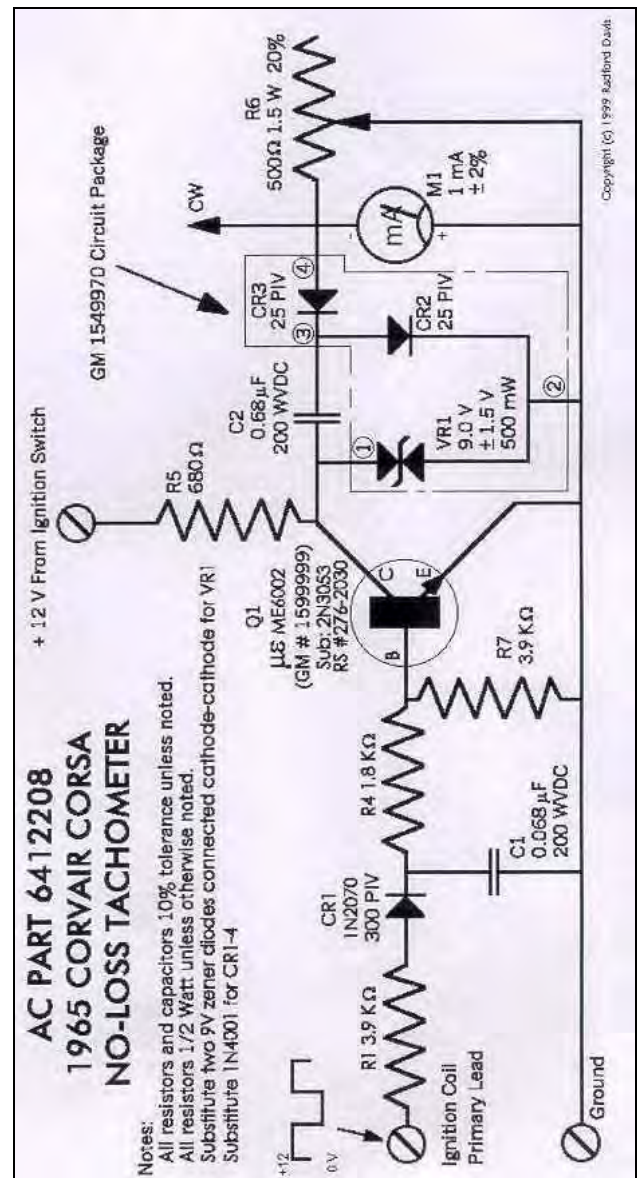 AC PART 6412208
1965 CORVAIR CORSA
NO-LOSS TACHOMETER
Notes:
All resistors and capacitors 10% tolerance unless noted.
All resistors 1/2 Watt unless otherwise noted.
Substitute two 9V zener diodes connected cathode-cathode for VR1
Substitute 1N4001 for CR1-4
+ 12 V From Ignition Switch
GM 1549970 Circuit Package
R5
680Ω
CW
R6
500Ω 1.5 W 20%
C2
0.68µF
200 WVDC
CR3
25 PIV
①
③
④
Q1
µE ME6002
(GM # 1599999)
Sub: 2N3053
RS #276-2030
B
C
E
VR1
9.0 V
± 1.5 V
500 mW
CR2
25 PIV
②
-
mA
+
M1
1 mA
± 2%
+12
0 V
R1 3.9 KΩ
CR1
1N2070
300 PIV
R4 1.8 KΩ
R7
3.9 KΩ
C1
0.068 µF
200 WVDC
Ignition Coil
Primary Lead
Ground
Copyright (c) 1999 Radford Davis